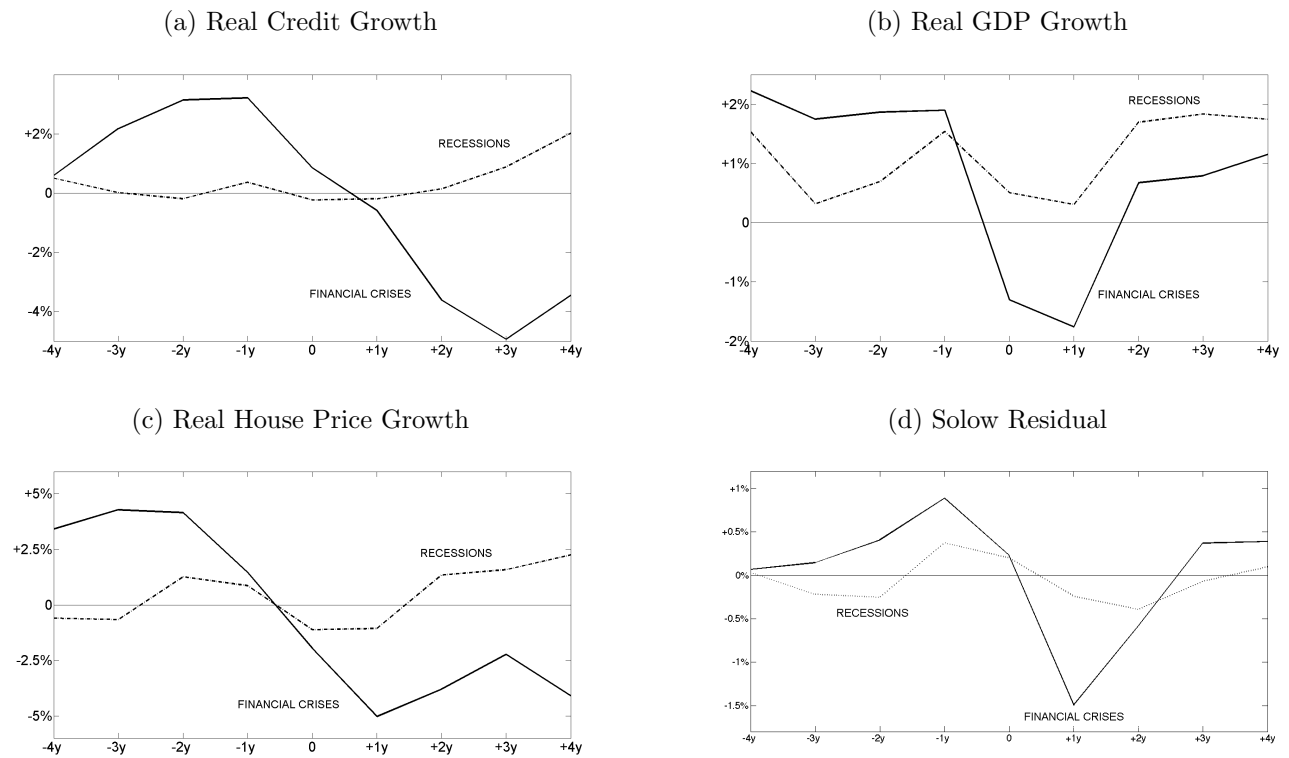 (a) Real Credit Growth
+2%
0
-2%
-4%
RECESSIONS
FINANCIAL CRISES
-4y -3y -2y -1y 0 +1y +2y +3y +4y
(b) Real GDP Growth
+2%
+1%
0
-1%
-2%
RECESSIONS
FINANCIAL CRISES
-4y -3y -2y -1y 0 +1y +2y +3y +4y
(c) Real House Price Growth
+5%
+2.5%
0
-2.5%
-5%
RECESSIONS
FINANCIAL CRISES
-4y -3y -2y -1y 0 +1y +2y +3y +4y
(d) Solow Residual
+1%
+0.5%
0%
-0.5%
-1%
-1.5%
RECESSIONS
FINANCIAL CRISES
-4y -3y -2y -1y 0 +1y +2y +3y +4y